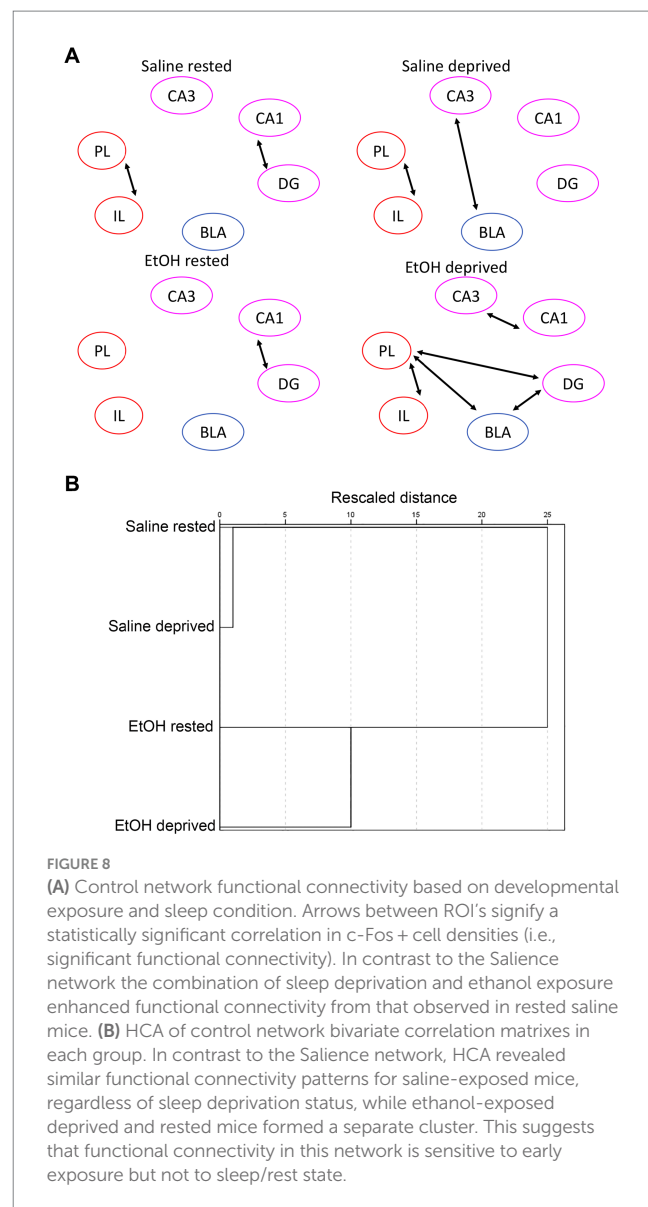 A
Saline rested
Saline deprived
CA3
CA3
CA1
CA1
PL
PL
DG
DG
IL
IL
BLA
BLA
EtOH rested
EtOH deprived
CA3
CA3
CA1
CA1
PL
PL
DG
DG
IL
IL
BLA
BLA
B
Rescaled distance
0 5 10 15 20 25
Saline rested
Saline deprived
EtOH rested
EtOH deprived
FIGURE 8
(A) Control network functional connectivity based on developmental
exposure and sleep condition. Arrows between ROI's signify a
statistically significant correlation in c-Fos + cell densities (i.e.,
significant functional connectivity). In contrast to the Salience
network the combination of sleep deprivation and ethanol exposure
enhanced functional connectivity from that observed in rested saline
mice. (B) HCA of control network bivariate correlation matrixes in
each group. In contrast to the Salience network, HCA revealed
similar functional connectivity patterns for saline-exposed mice,
regardless of sleep deprivation status, while ethanol-exposed
deprived and rested mice formed a separate cluster. This suggests
that functional connectivity in this network is sensitive to early
exposure but not to sleep/rest state.